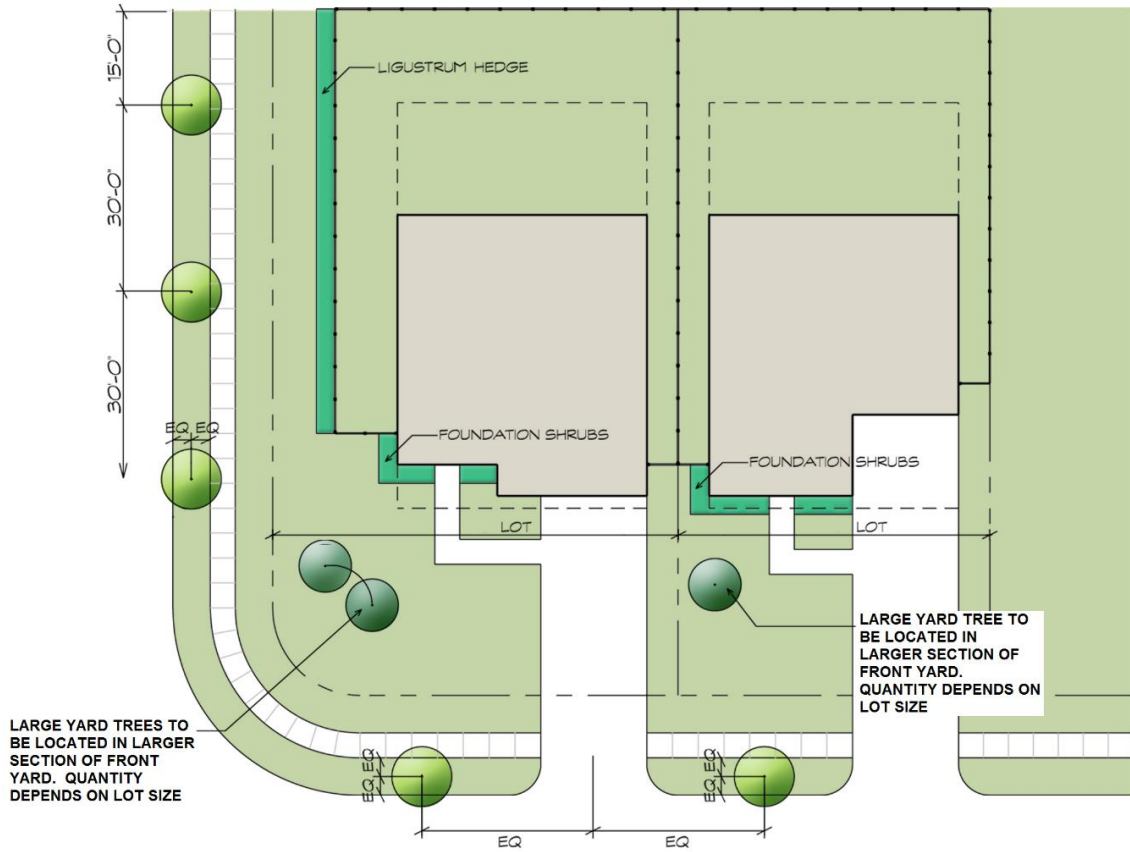 15'-0"
LIGUSTRUM HEDGE
30'-0"
30'-0"
EQ EQ
FOUNDATION SHRUBS
FOUNDATION SHRUBS
LOT
LOT
LARGE YARD TREE TO
BE LOCATED IN
LARGER SECTION OF
FRONT YARD.
QUANTITY DEPENDS ON
LOT SIZE
LARGE YARD TREES TO
BE LOCATED IN LARGER
SECTION OF FRONT
YARD. QUANTITY
DEPENDS ON LOT SIZE
EQ EQ
EQ EQ
EQ
EQ